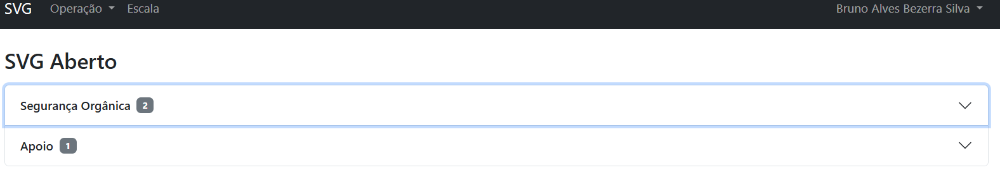 SVG Operação Escala Bruno Alves Bezerra Silva
SVG Aberto
Segurança Orgânica 2
Apoio 1